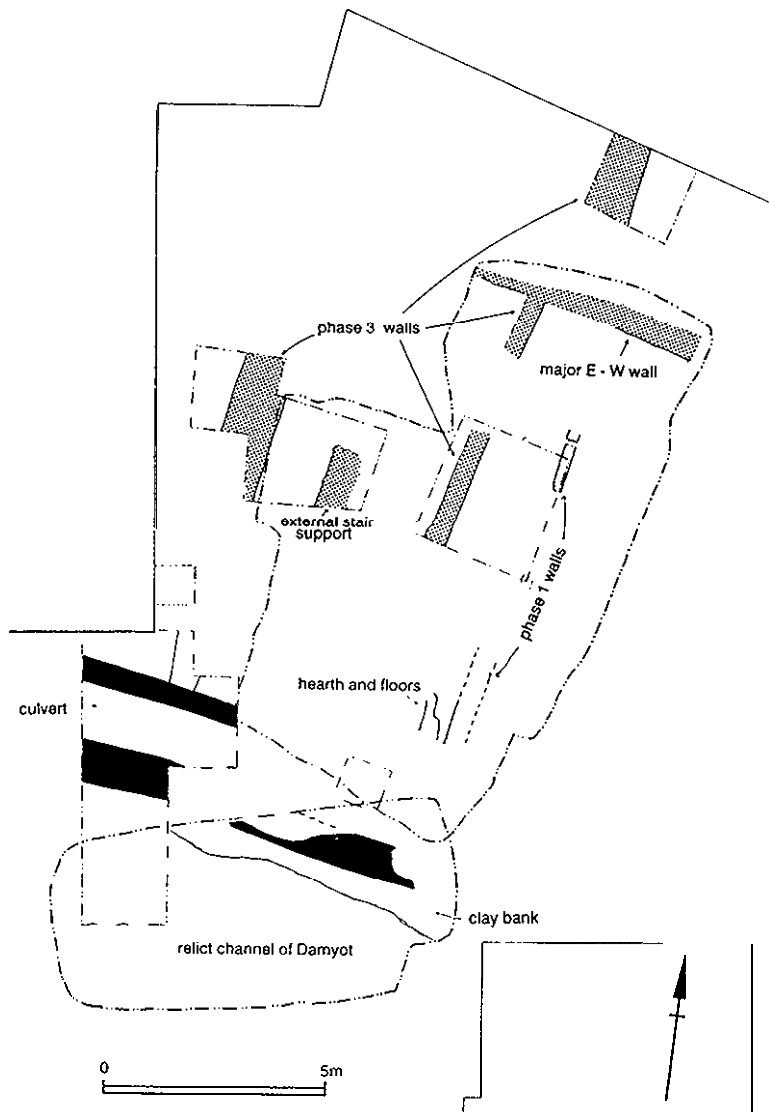 phase 3 walls
major E - W wall
external stair
support
phase 1 walls
hearth and floors
culvert
clay bank
relict channel of Damyot
0
5m